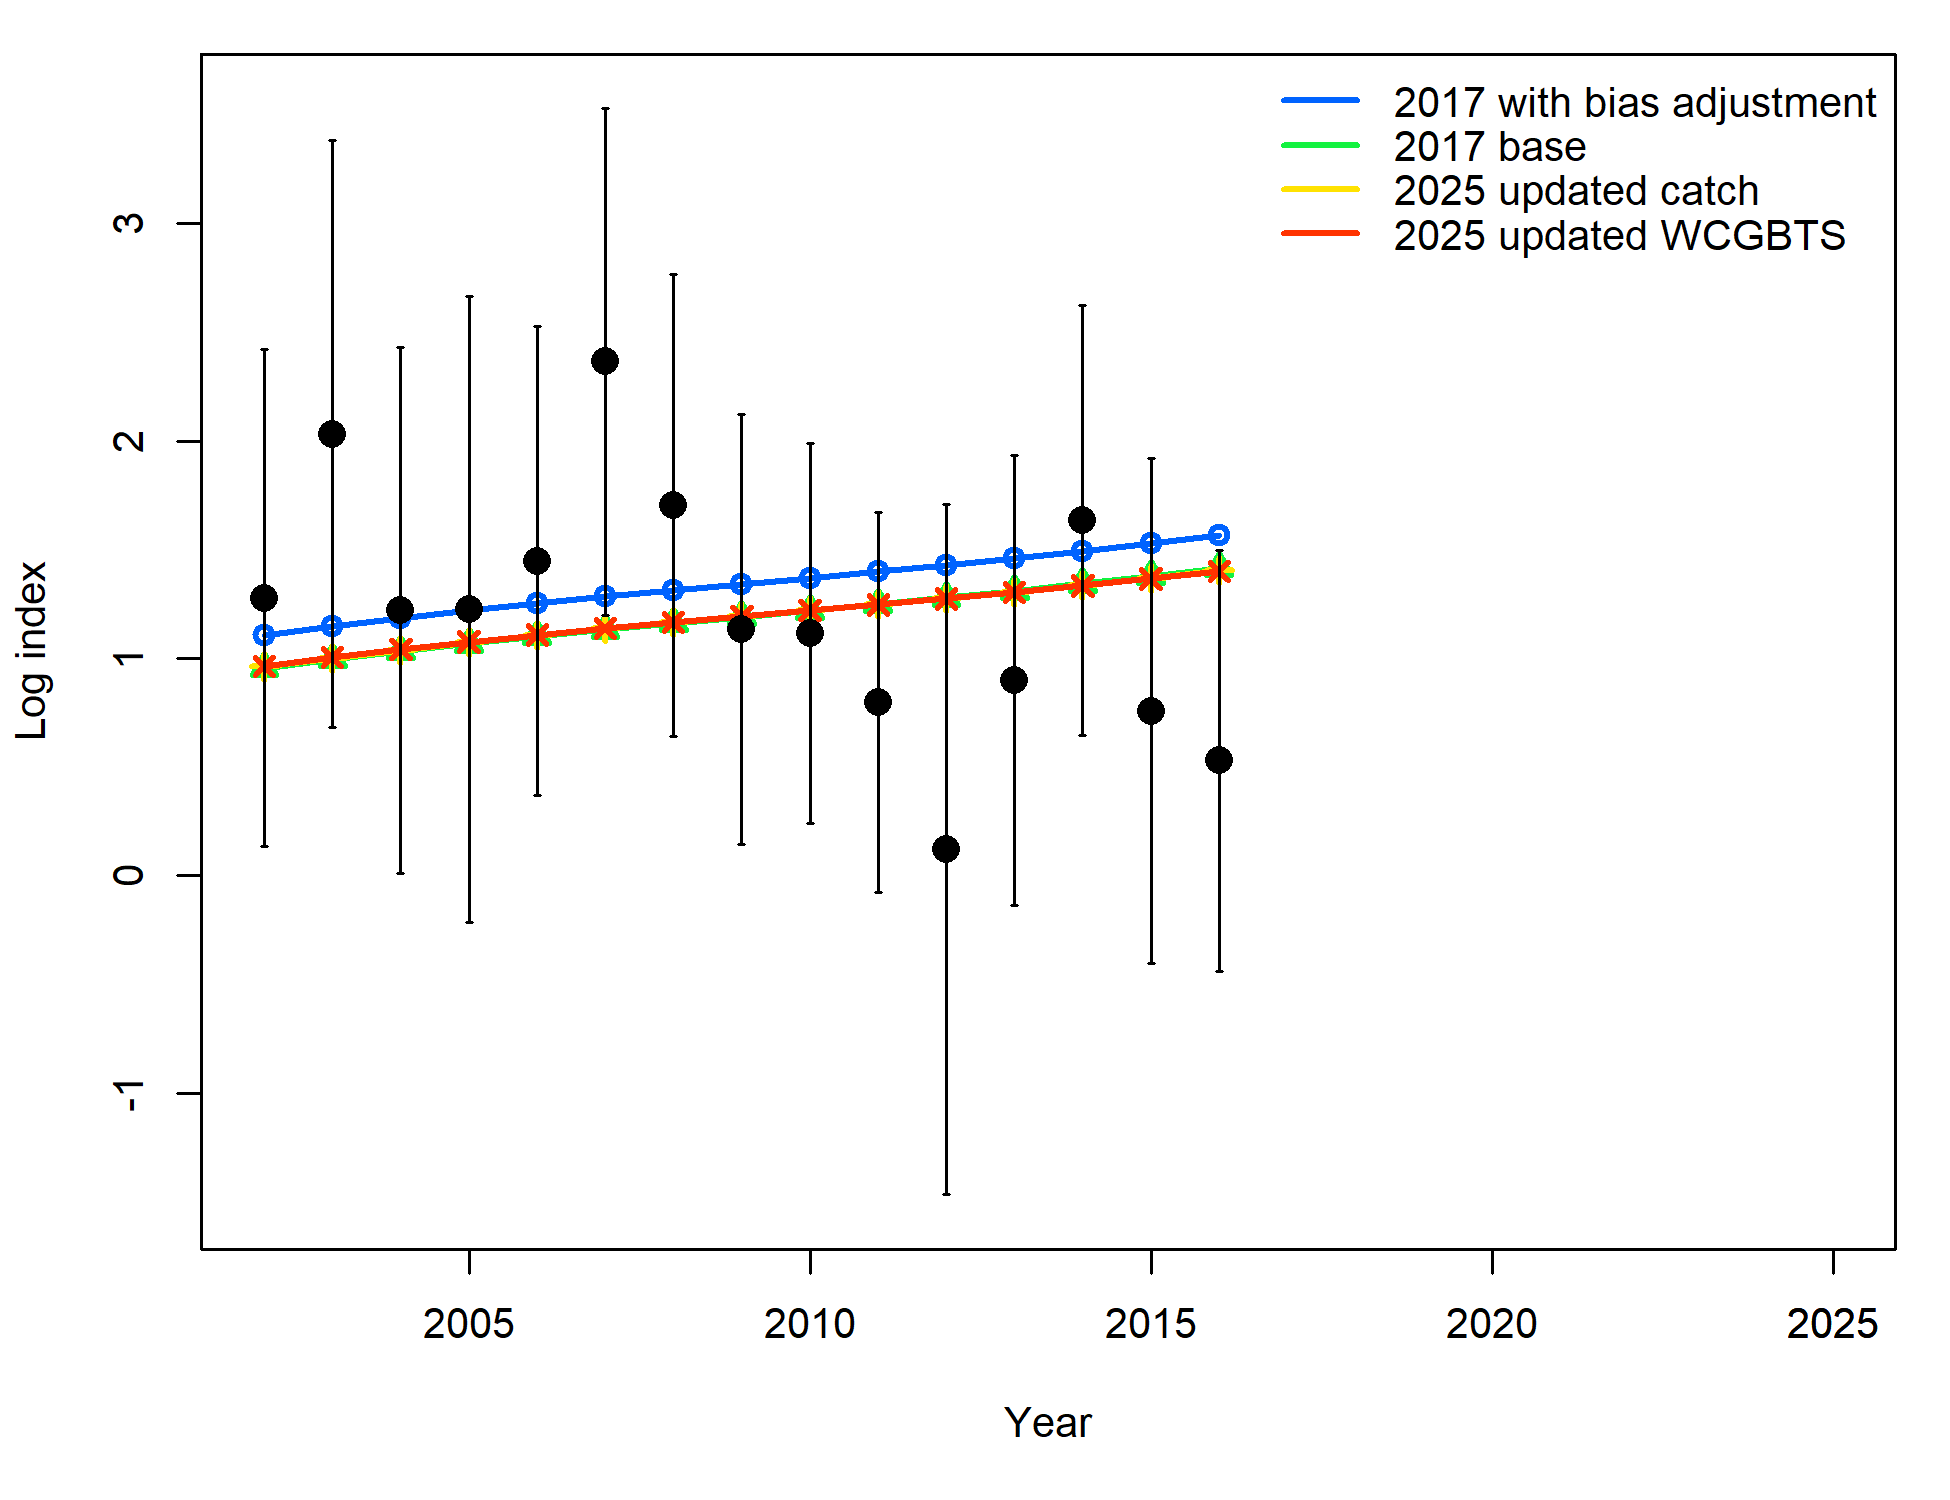 2017 with bias adjustment
2017 base
2025 updated catch
2025 updated WCGBTS
Log index
3
2
1
0
-1
2005 2010 2015 2020 2025
Year